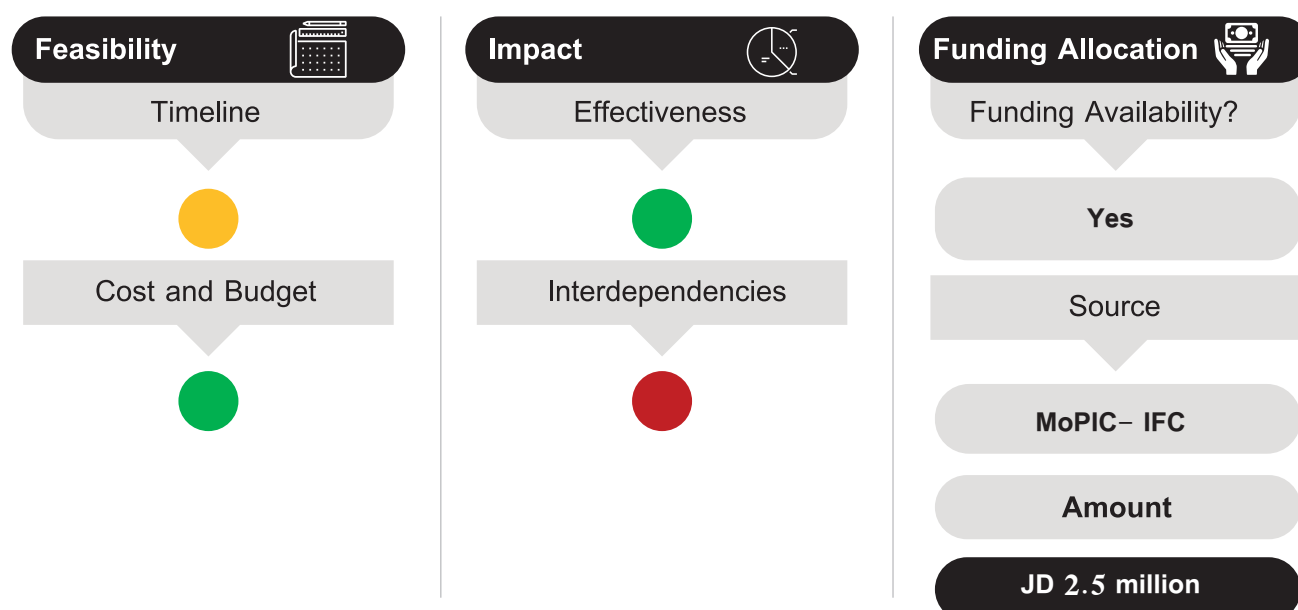 Feasibility
Timeline
Cost and Budget
Impact
Effectiveness
Interdependencies
Funding Allocation
Funding Availability?
Yes
Source
MoPIC– IFC
Amount
JD 2.5 million